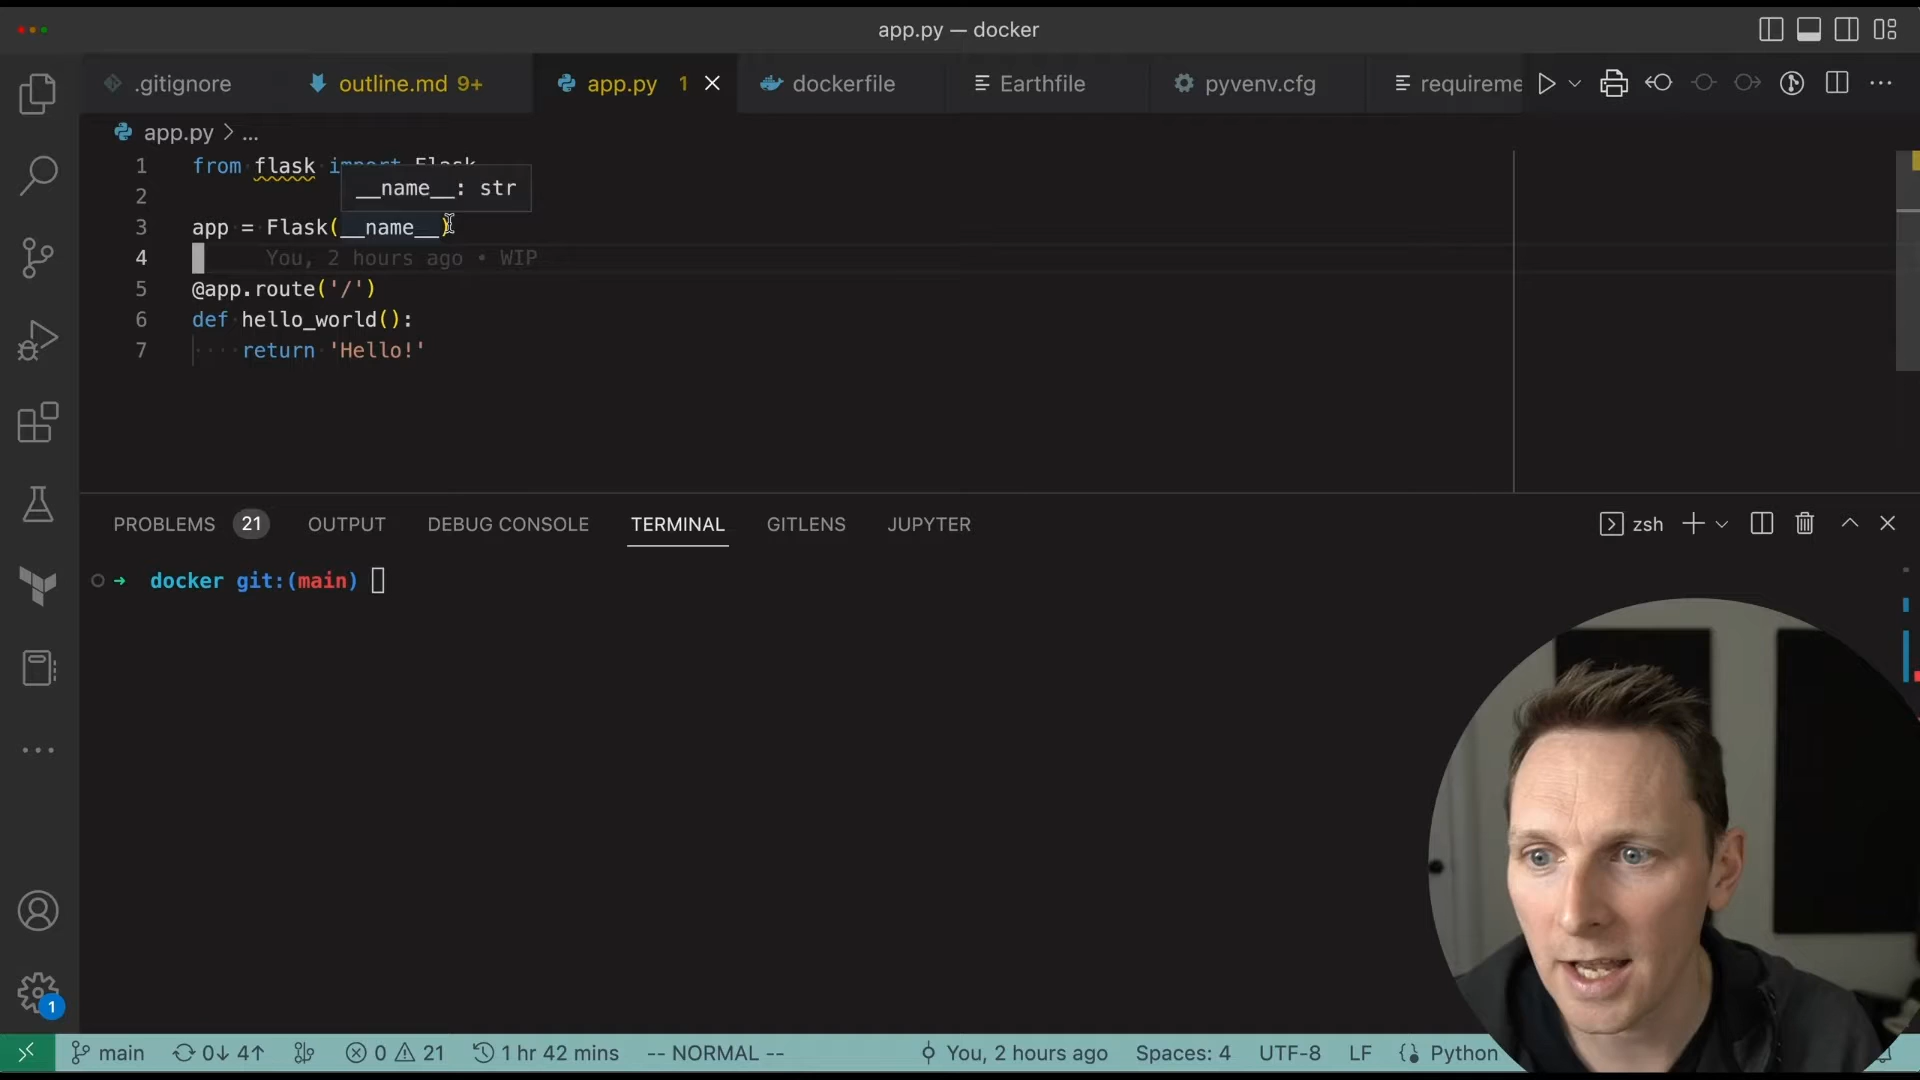 app.py — docker
.gitignore
outline.md 9+
app.py 1
dockerfile
Earthfile
pyvenv.cfg
requireme
app.py > ...
1 from flask import Flask
2
__name__: str
3 app = Flask(__name__)
4 You, 2 hours ago • WIP
5 @app.route('/')
6 def hello_world():
7 ····return 'Hello!'
PROBLEMS 21 OUTPUT DEBUG CONSOLE TERMINAL GITLENS JUPYTER
zsh
docker git:(main)
1
main 0↓ 4↑ 0 21 1 hr 42 mins -- NORMAL -- You, 2 hours ago Spaces: 4 UTF-8 LF Python